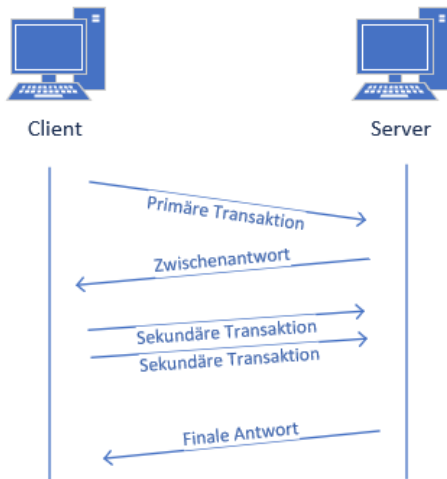 Client
Server
Primäre Transaktion
Zwischenantwort
Sekundäre Transaktion
Sekundäre Transaktion
Finale Antwort